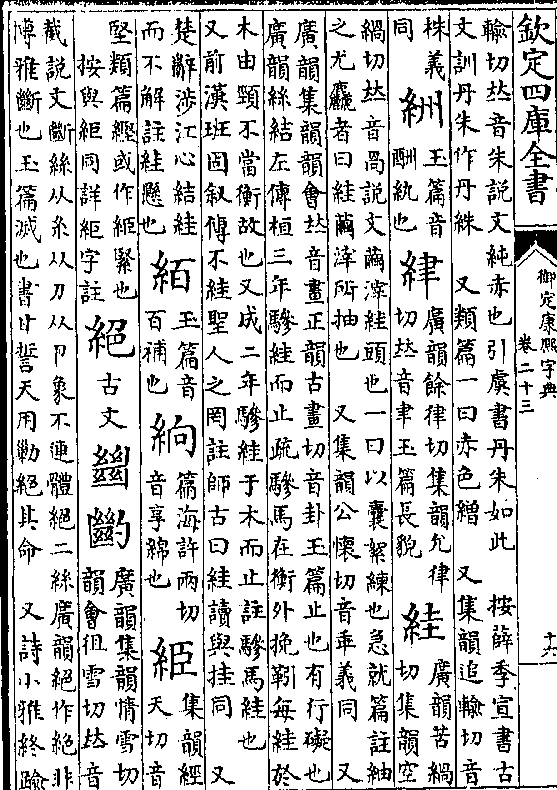 欽定四庫全書
御定康熙字典
卷二十三
輸切𠀤音朱説文純赤也引虞書丹朱如此 按薛季宣書古
文訓丹朱作丹絑 又類篇一曰赤色繒 又集韻追輸切音
株義
同
絒
玉篇音
酬紈也
䋖
廣韻餘律切集韻允律
切𠀤音聿玉篇長貌
絓
廣韻苦緺
切集韻空
緺切𠀤音咼説文繭滓絓頭也一曰以囊絮練也急就篇註紬
之尤麤者曰絓繭滓所抽也 又集韻公懷切音乖義同 又
廣韻集韻韻會𠀤音畫正韻古畫切音卦玉篇止也有行礙也
廣韻絲結左傳桓三年驂絓而止疏驂馬在衡外挽靷每絓於
木由頸不當衡故也又成二年驂絓于木而止註驂馬絓也
又前漢班固叙傳不絓聖人之罔註師古曰絓讀與挂同 又
楚辭涉江心結絓
而不解註絓懸也
絔
玉篇音
百補也
篇海許兩切
音享綿也
集韻經
天切音
堅類篇或作緊也
按與絚同詳絚字註
絕
古文
𢇍
廣韻集韻情雪切
韻會徂雪切𠀤音
截説文斷絲从糸从刀从卪象不連體絕二絲廣韻絕作絕非
博雅斷也玉篇滅也書甘誓天用勦絕其命 又詩小雅終踰